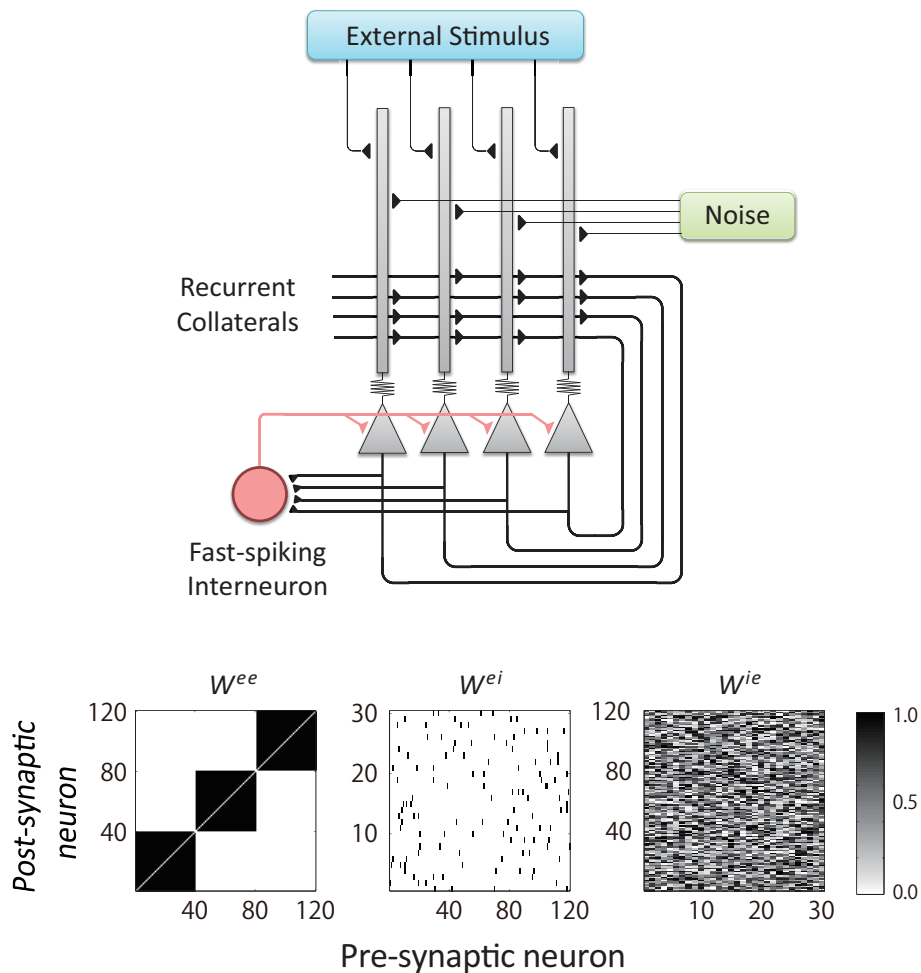 External Stimulus
Noise
Recurrent
Collaterals
Fast-spiking
Interneuron
W^ee W^ei W^ie
Post-synaptic
neuron
120
80
40
40 80 120
30
20
10
40 80 120
120
80
40
10 20 30
1.0
0.5
0.0
Pre-synaptic neuron